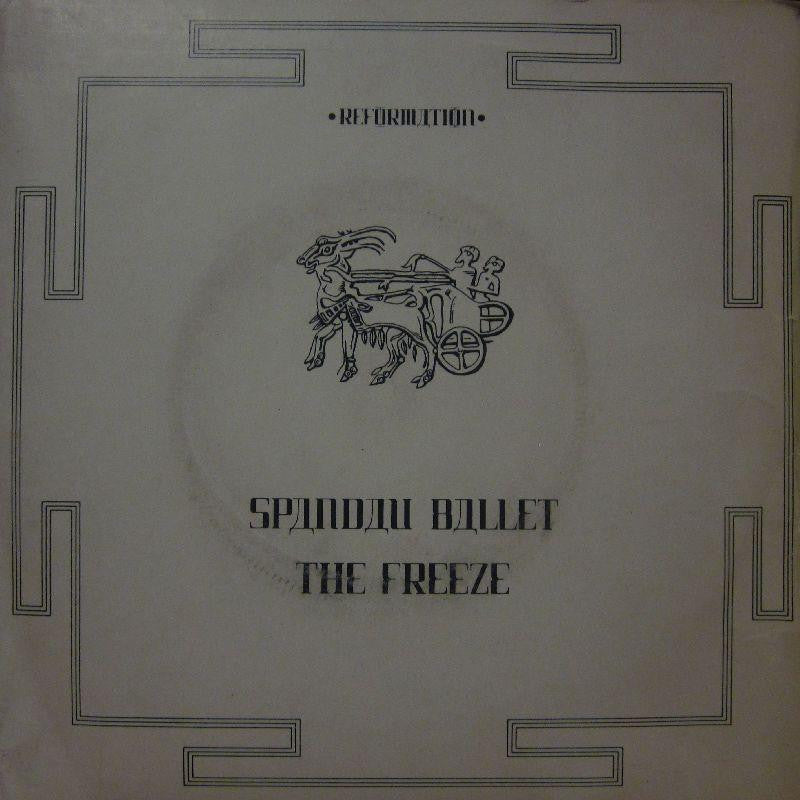 •REFORMATION•
SPANDAU BALLET
THE FREEZE